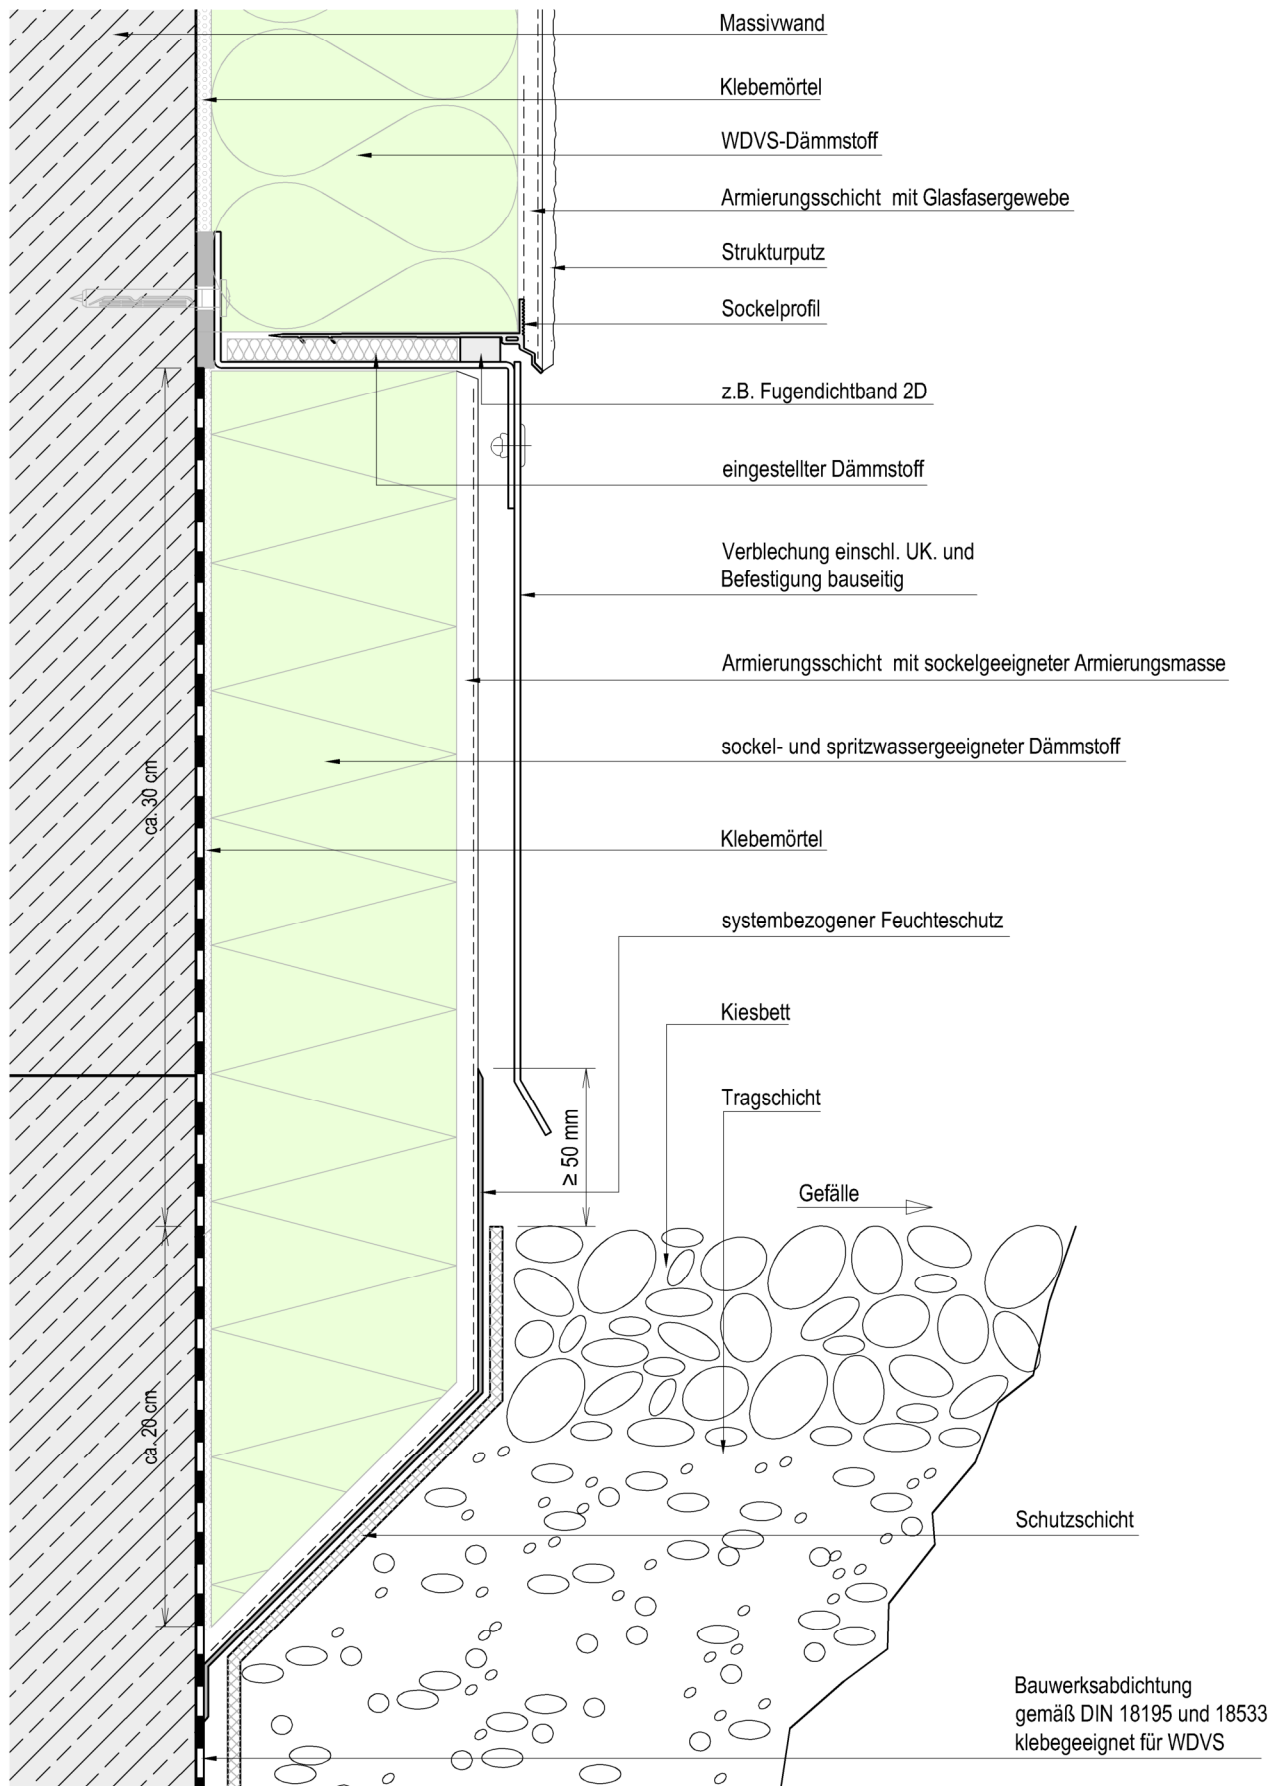 Massivwand
Klebemörtel
WDVS-Dämmstoff
Armierungsschicht mit Glasfasergewebe
Strukturputz
Sockelprofil
z.B. Fugendichtband 2D
eingestellter Dämmstoff
Verblechung einschl. UK. und
Befestigung bauseitig
Armierungsschicht mit sockelgeeigneter Armierungsmasse
sockel- und spritzwassergeeigneter Dämmstoff
ca. 30 cm
Klebemörtel
systembezogener Feuchteschutz
Kiesbett
Tragschicht
≥ 50 mm
Gefälle
ca. 20 cm
Schutzschicht
Bauwerksabdichtung
gemäß DIN 18195 und 18533
klebegeeignet für WDVS